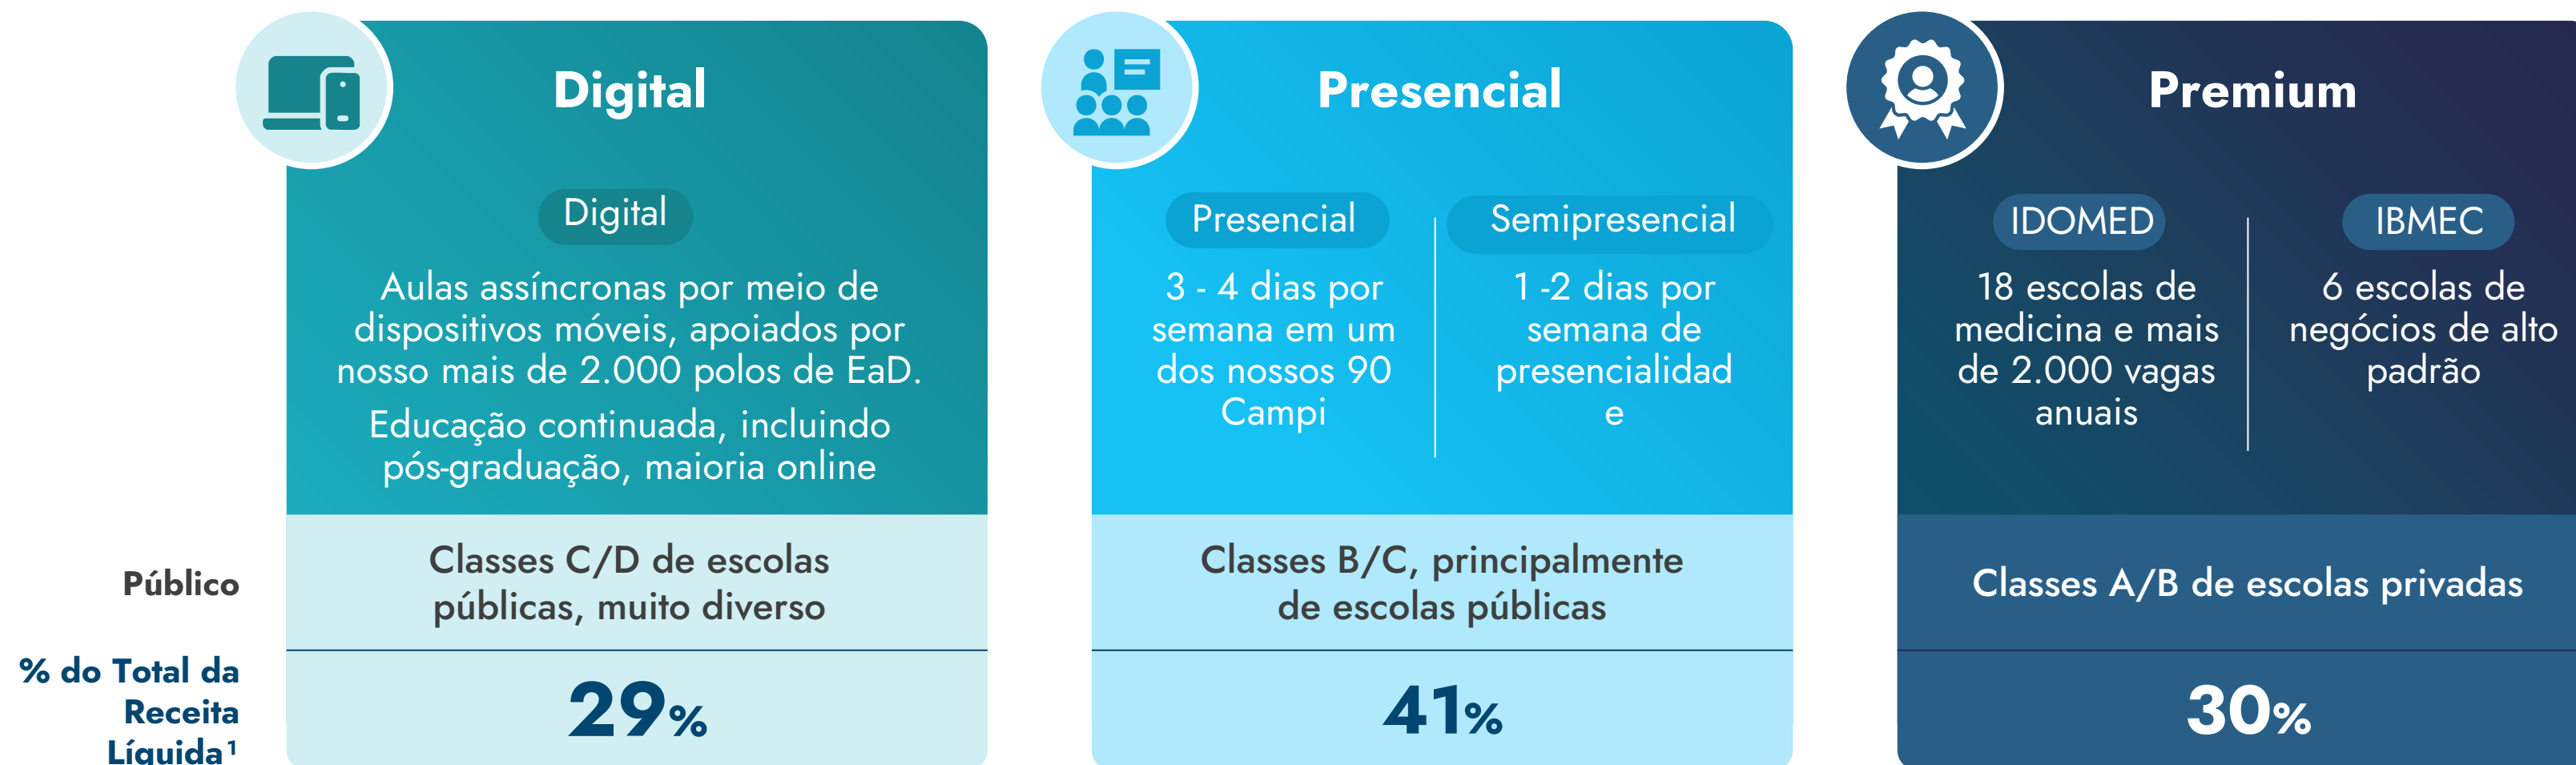 Digital
Digital
Aulas assíncronas por meio de
dispositivos móveis, apoiados por
nosso mais de 2.000 polos de EaD.
Educação continuada, incluindo
pós-graduação, maioria online
Presencial
Presencial
3 - 4 dias por
semana em um
dos nossos 90
Campi
Semipresencial
1 -2 dias por
semana de
presencialidad
e
Premium
IDOMED
18 escolas de
medicina e mais
de 2.000 vagas
anuais
IBMEC
6 escolas de
negócios de alto
padrão
Público
Classes C/D de escolas
públicas, muito diverso
Classes B/C, principalmente
de escolas públicas
Classes A/B de escolas privadas
% do Total da
Receita
Líquida¹
29%
41%
30%